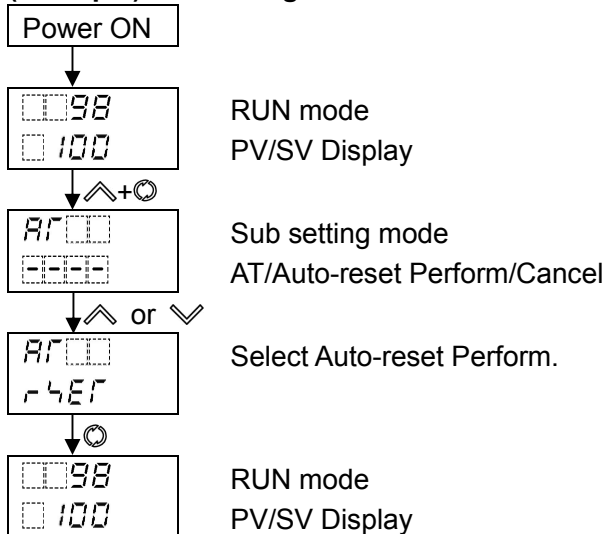 Power ON
98 RUN mode
100 PV/SV Display
+
AT Sub setting mode
---- AT/Auto-reset Perform/Cancel
or
AT Select Auto-reset Perform.
rSET
98 RUN mode
100 PV/SV Display